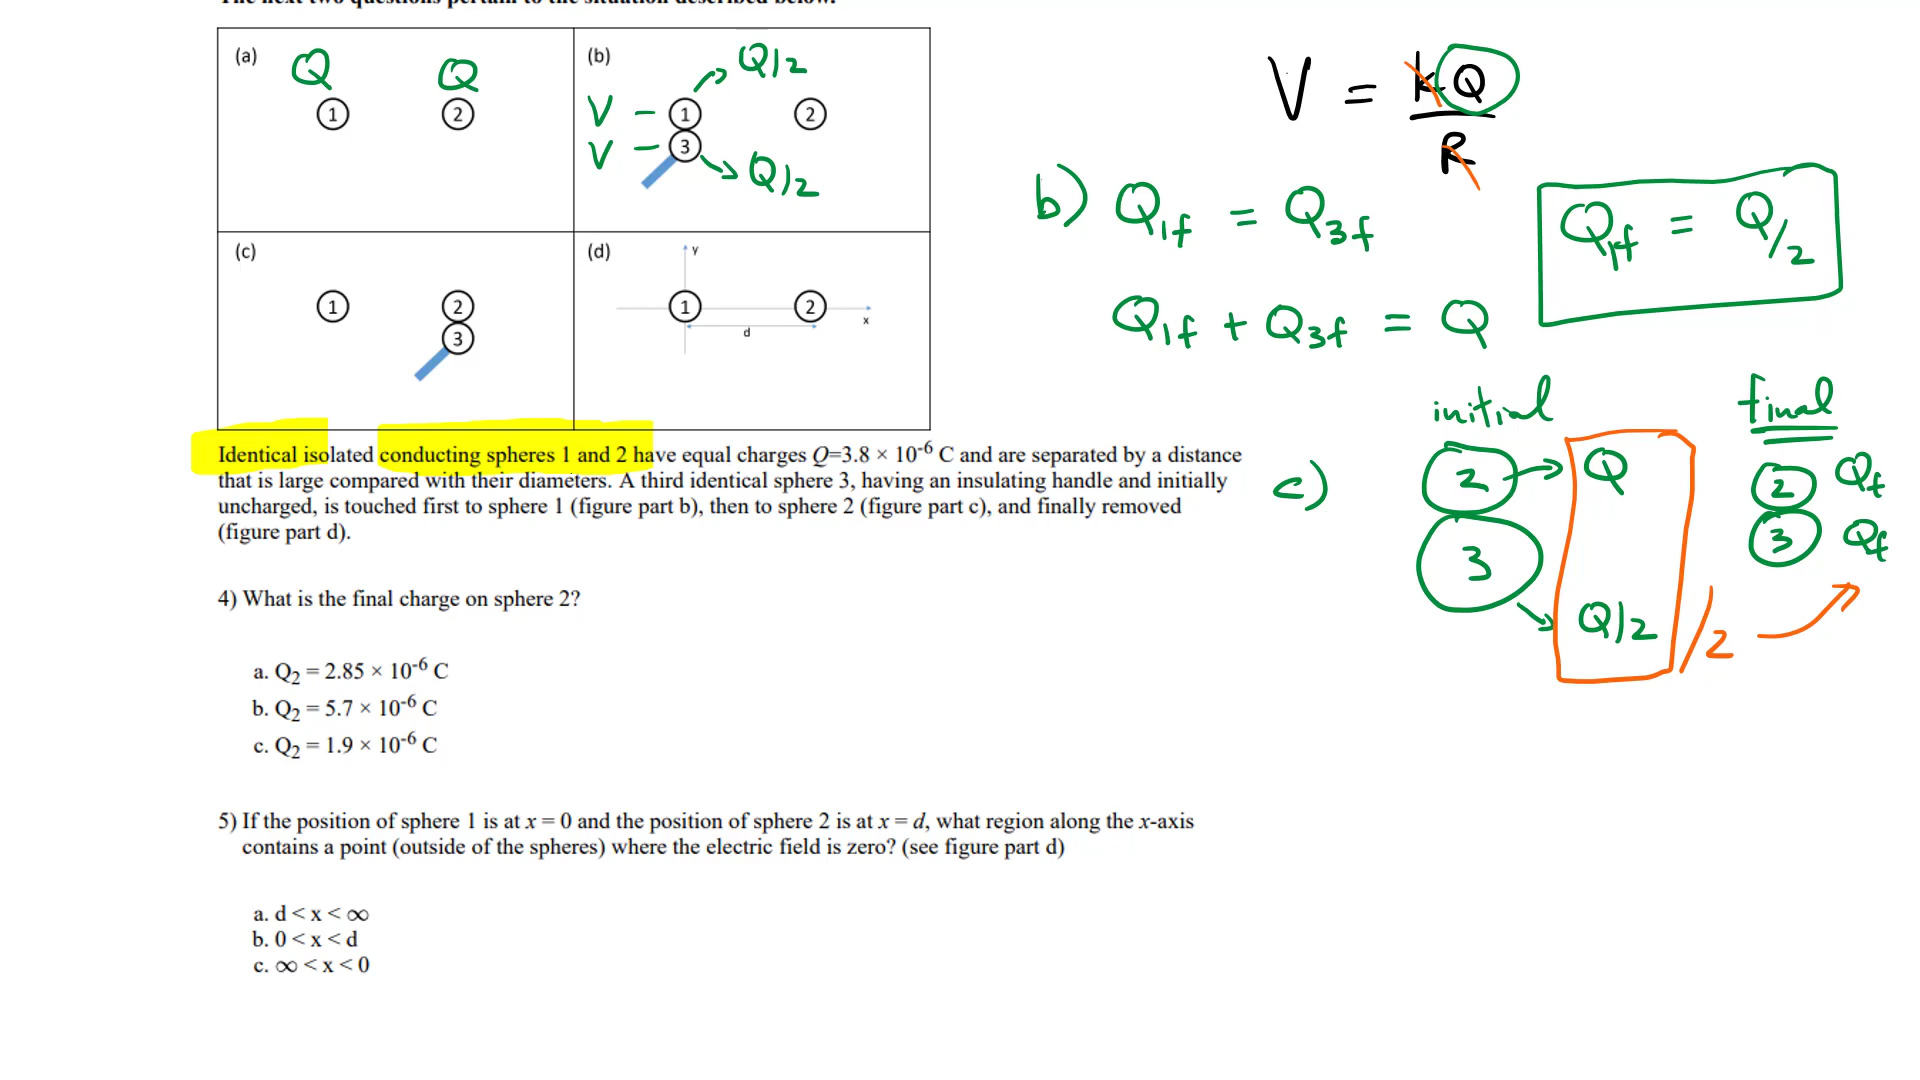 The next two questions pertain to the situation described below.
(a) Q Q
1 2
(b) Q/2
V – 1 2
V – 3
Q/2
(c)
1 2
3
(d) y
1 2
x
d
Identical isolated conducting spheres 1 and 2 have equal charges Q=3.8 × 10⁻⁶ C and are separated by a distance
that is large compared with their diameters. A third identical sphere 3, having an insulating handle and initially
uncharged, is touched first to sphere 1 (figure part b), then to sphere 2 (figure part c), and finally removed
(figure part d).
4) What is the final charge on sphere 2?
a. Q₂ = 2.85 × 10⁻⁶ C
b. Q₂ = 5.7 × 10⁻⁶ C
c. Q₂ = 1.9 × 10⁻⁶ C
5) If the position of sphere 1 is at x = 0 and the position of sphere 2 is at x = d, what region along the x-axis
contains a point (outside of the spheres) where the electric field is zero? (see figure part d)
a. d < x < ∞
b. 0 < x < d
c. ∞ < x < 0
V = kQ
R
b) Q1f = Q3f
Q1f = Q/2
Q1f + Q3f = Q
initial final
c) 2 → Q 2 Qf
3 3 Qf
Q/2 /2